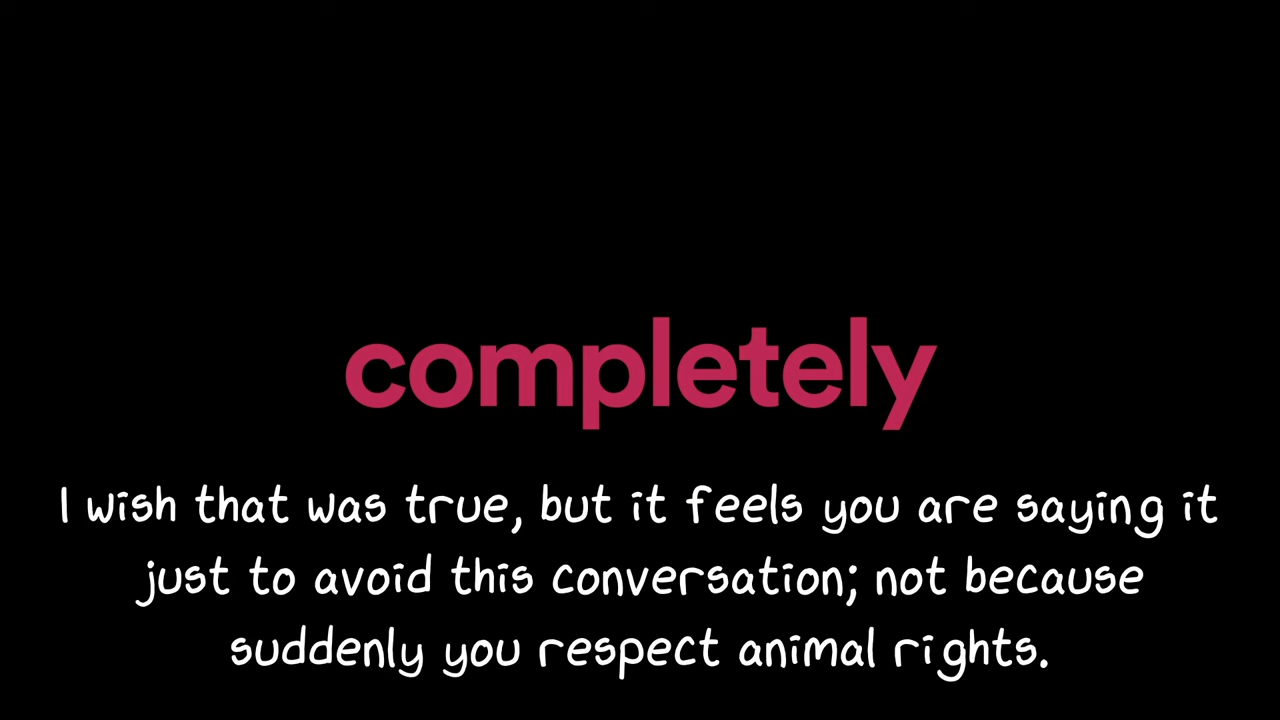 completely
I wish that was true, but it feels you are saying it
just to avoid this conversation; not because
suddenly you respect animal rights.